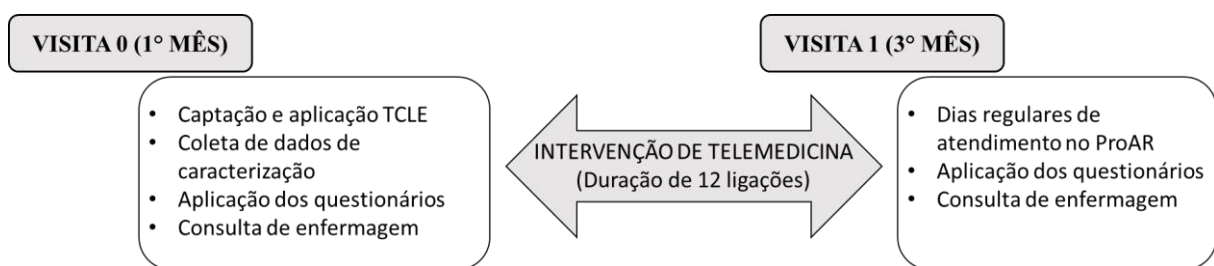 VISITA 0 (1° MÊS)
• Captação e aplicação TCLE
• Coleta de dados de
caracterização
• Aplicação dos questionários
• Consulta de enfermagem
INTERVENÇÃO DE TELEMEDICINA
(Duração de 12 ligações)
VISITA 1 (3° MÊS)
• Dias regulares de
atendimento no ProAR
• Aplicação dos questionários
• Consulta de enfermagem